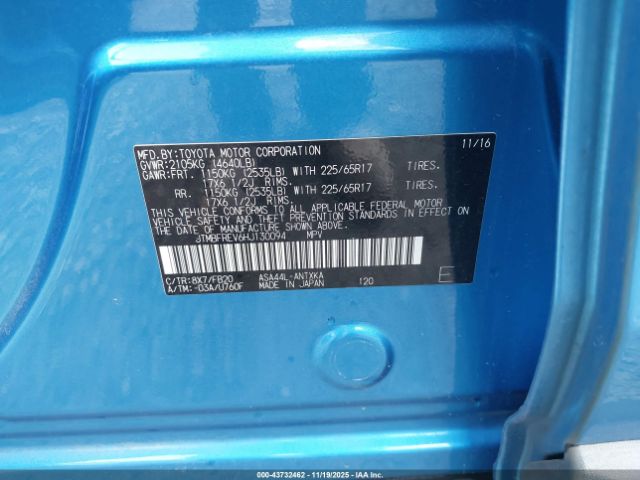 MFD.BY:TOYOTA MOTOR CORPORATION 11/16
GVWR:2105KG (4640LB)
GAWR:FRT. 1150KG (2535LB) WITH 225/65R17 TIRES.
17X6 1/2J RIMS.
RR. 1150KG (2535LB) WITH 225/65R17 TIRES.
17X6 1/2J RIMS.
THIS VEHICLE CONFORMS TO ALL APPLICABLE FEDERAL MOTOR
VEHICLE SAFETY AND THEFT PREVENTION STANDARDS IN EFFECT ON
THE DATE OF MANUFACTURE SHOWN ABOVE.
JTMBFREV6HJ130094 MPV
C/TR:8X7/FB20 ASA44L-ANTXKA 120
A/TM:-03A/U760F MADE IN JAPAN E
000-43732462 - 11/19/2025 - COPART.COM